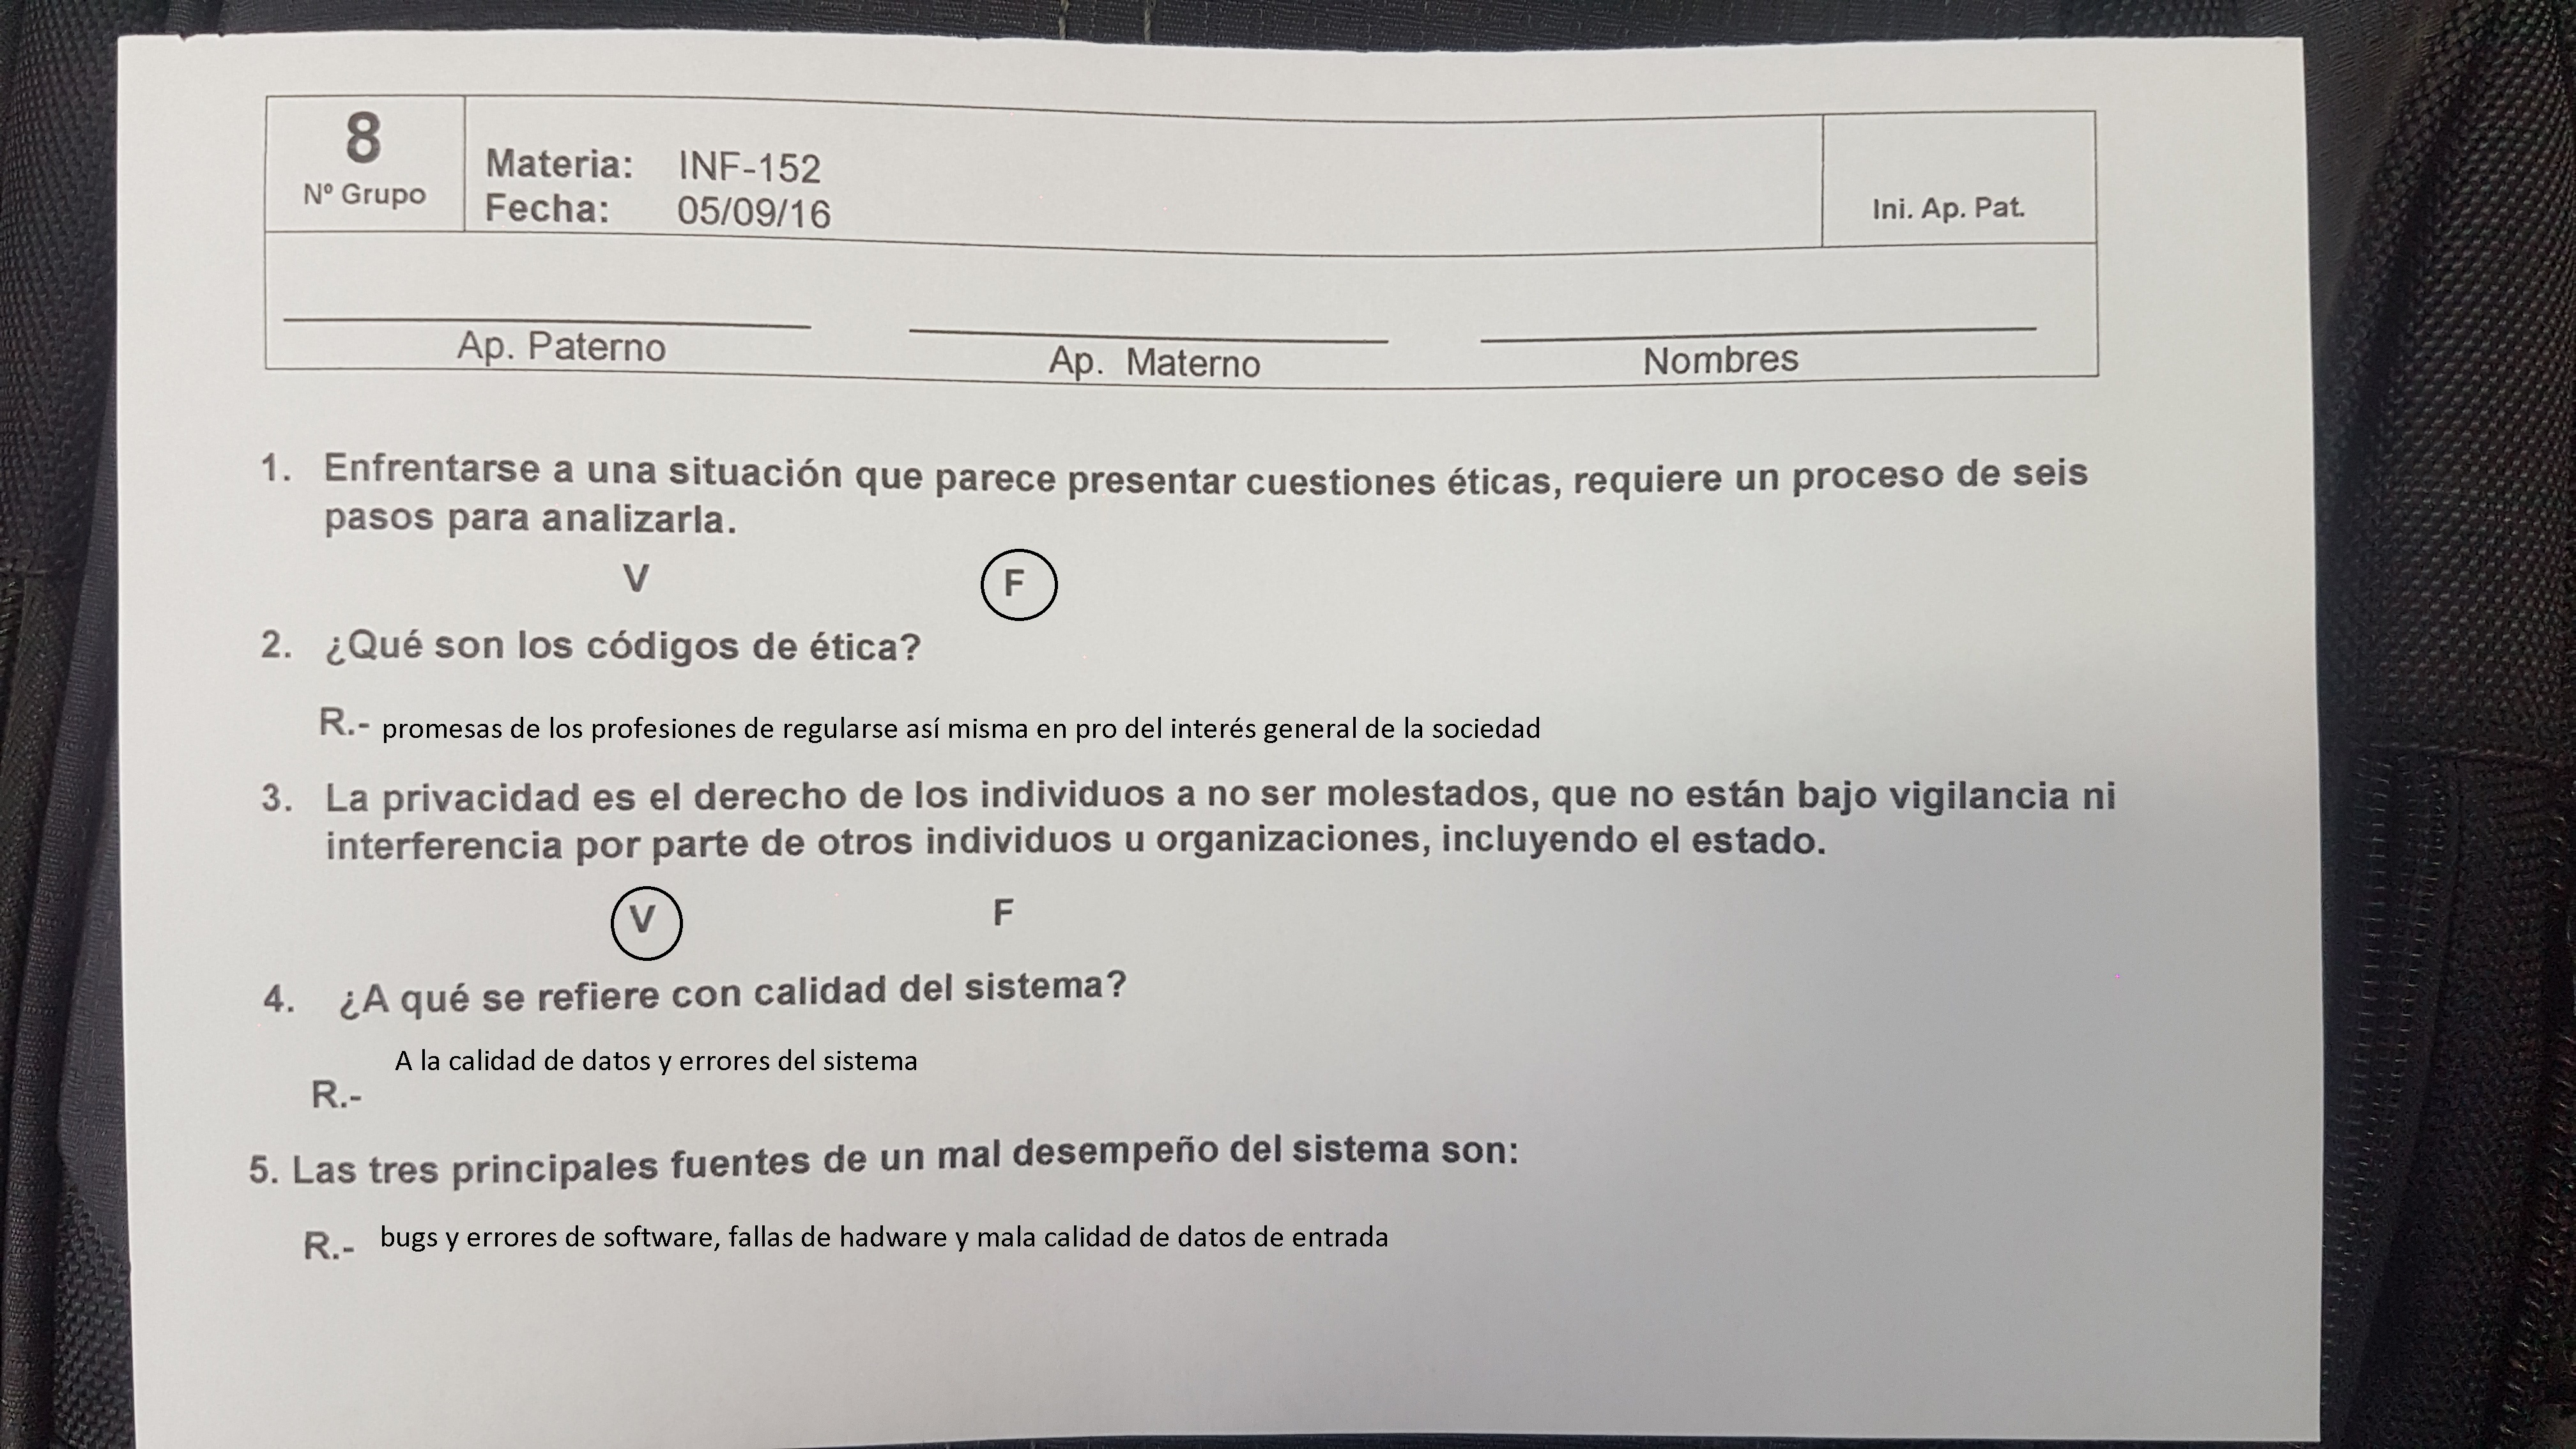 8
Nº Grupo
Materia: INF-152
Fecha: 05/09/16
Ini. Ap. Pat.
Ap. Paterno
Ap. Materno
Nombres
1. Enfrentarse a una situación que parece presentar cuestiones éticas, requiere un proceso de seis
pasos para analizarla.
V F
2. ¿Qué son los códigos de ética?
R.- promesas de los profesiones de regularse así misma en pro del interés general de la sociedad
3. La privacidad es el derecho de los individuos a no ser molestados, que no están bajo vigilancia ni
interferencia por parte de otros individuos u organizaciones, incluyendo el estado.
V F
4. ¿A qué se refiere con calidad del sistema?
A la calidad de datos y errores del sistema
R.-
5. Las tres principales fuentes de un mal desempeño del sistema son:
R.- bugs y errores de software, fallas de hadware y mala calidad de datos de entrada